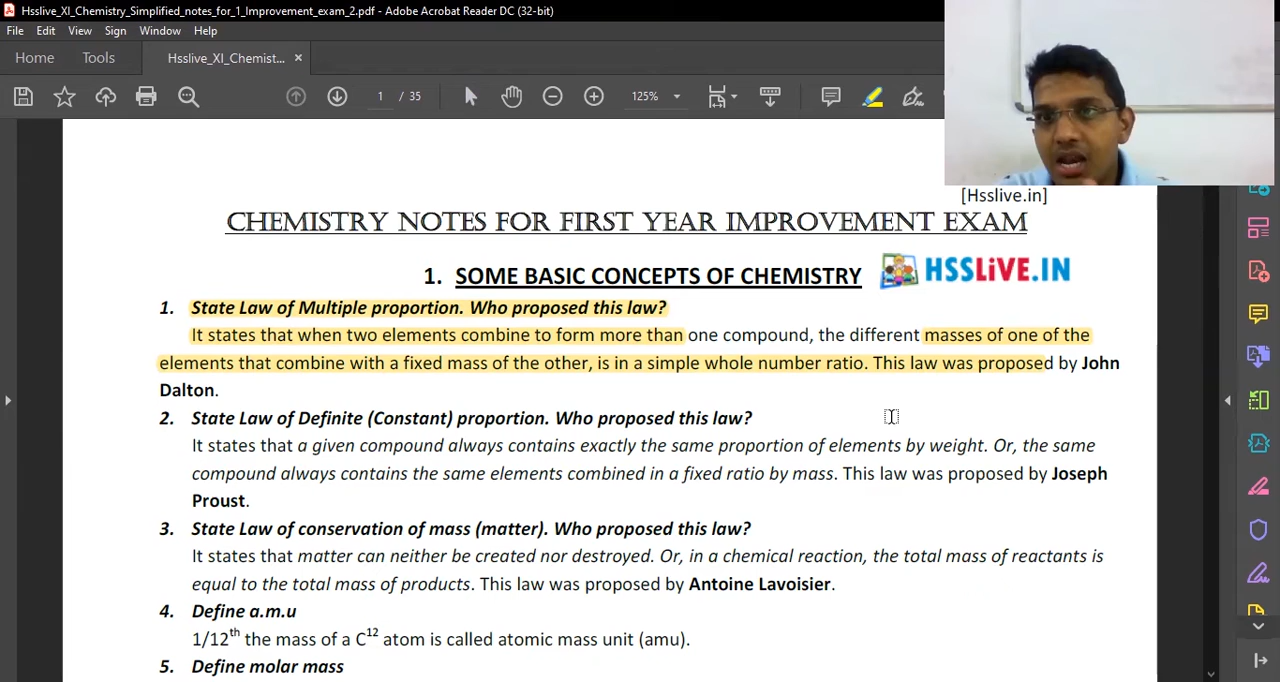 Hsslive_XI_Chemistry_Simplified_notes_for_1_Improvement_exam_2.pdf - Adobe Acrobat Reader DC (32-bit)
File Edit View Sign Window Help
Home Tools Hsslive_XI_Chemist... ×
1 / 35 125%
[Hsslive.in]
CHEMISTRY NOTES FOR FIRST YEAR IMPROVEMENT EXAM
1. SOME BASIC CONCEPTS OF CHEMISTRY HSSLiVE.IN
1. State Law of Multiple proportion. Who proposed this law?
It states that when two elements combine to form more than one compound, the different masses of one of the
elements that combine with a fixed mass of the other, is in a simple whole number ratio. This law was proposed by John
Dalton.
2. State Law of Definite (Constant) proportion. Who proposed this law?
It states that a given compound always contains exactly the same proportion of elements by weight. Or, the same
compound always contains the same elements combined in a fixed ratio by mass. This law was proposed by Joseph
Proust.
3. State Law of conservation of mass (matter). Who proposed this law?
It states that matter can neither be created nor destroyed. Or, in a chemical reaction, the total mass of reactants is
equal to the total mass of products. This law was proposed by Antoine Lavoisier.
4. Define a.m.u
1/12th the mass of a C12 atom is called atomic mass unit (amu).
5. Define molar mass